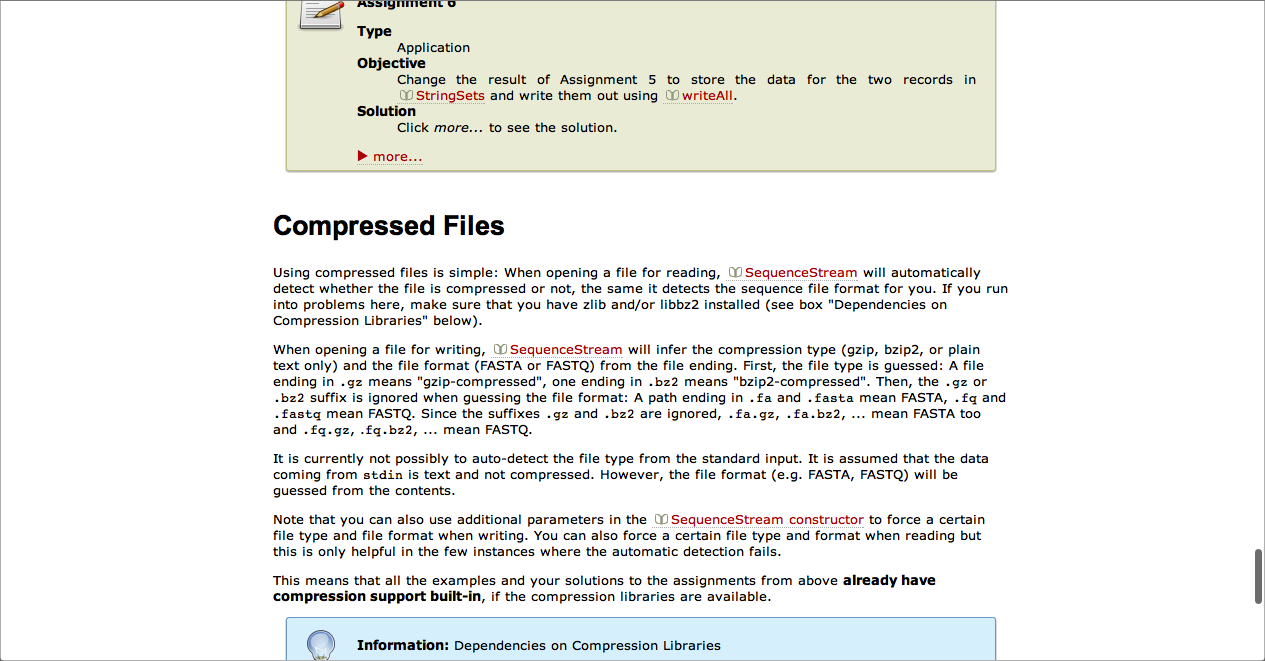 Assignment 6
Type
Application
Objective
Change the result of Assignment 5 to store the data for the two records in
StringSets and write them out using writeAll.
Solution
Click more... to see the solution.
▶ more...
Compressed Files
Using compressed files is simple: When opening a file for reading, SequenceStream will automatically
detect whether the file is compressed or not, the same it detects the sequence file format for you. If you run
into problems here, make sure that you have zlib and/or libbz2 installed (see box "Dependencies on
Compression Libraries" below).
When opening a file for writing, SequenceStream will infer the compression type (gzip, bzip2, or plain
text only) and the file format (FASTA or FASTQ) from the file ending. First, the file type is guessed: A file
ending in .gz means "gzip-compressed", one ending in .bz2 means "bzip2-compressed". Then, the .gz or
.bz2 suffix is ignored when guessing the file format: A path ending in .fa and .fasta mean FASTA, .fq and
.fastq mean FASTQ. Since the suffixes .gz and .bz2 are ignored, .fa.gz, .fa.bz2, ... mean FASTA too
and .fq.gz, .fq.bz2, ... mean FASTQ.
It is currently not possibly to auto-detect the file type from the standard input. It is assumed that the data
coming from stdin is text and not compressed. However, the file format (e.g. FASTA, FASTQ) will be
guessed from the contents.
Note that you can also use additional parameters in the SequenceStream constructor to force a certain
file type and file format when writing. You can also force a certain file type and format when reading but
this is only helpful in the few instances where the automatic detection fails.
This means that all the examples and your solutions to the assignments from above already have
compression support built-in, if the compression libraries are available.
Information: Dependencies on Compression Libraries